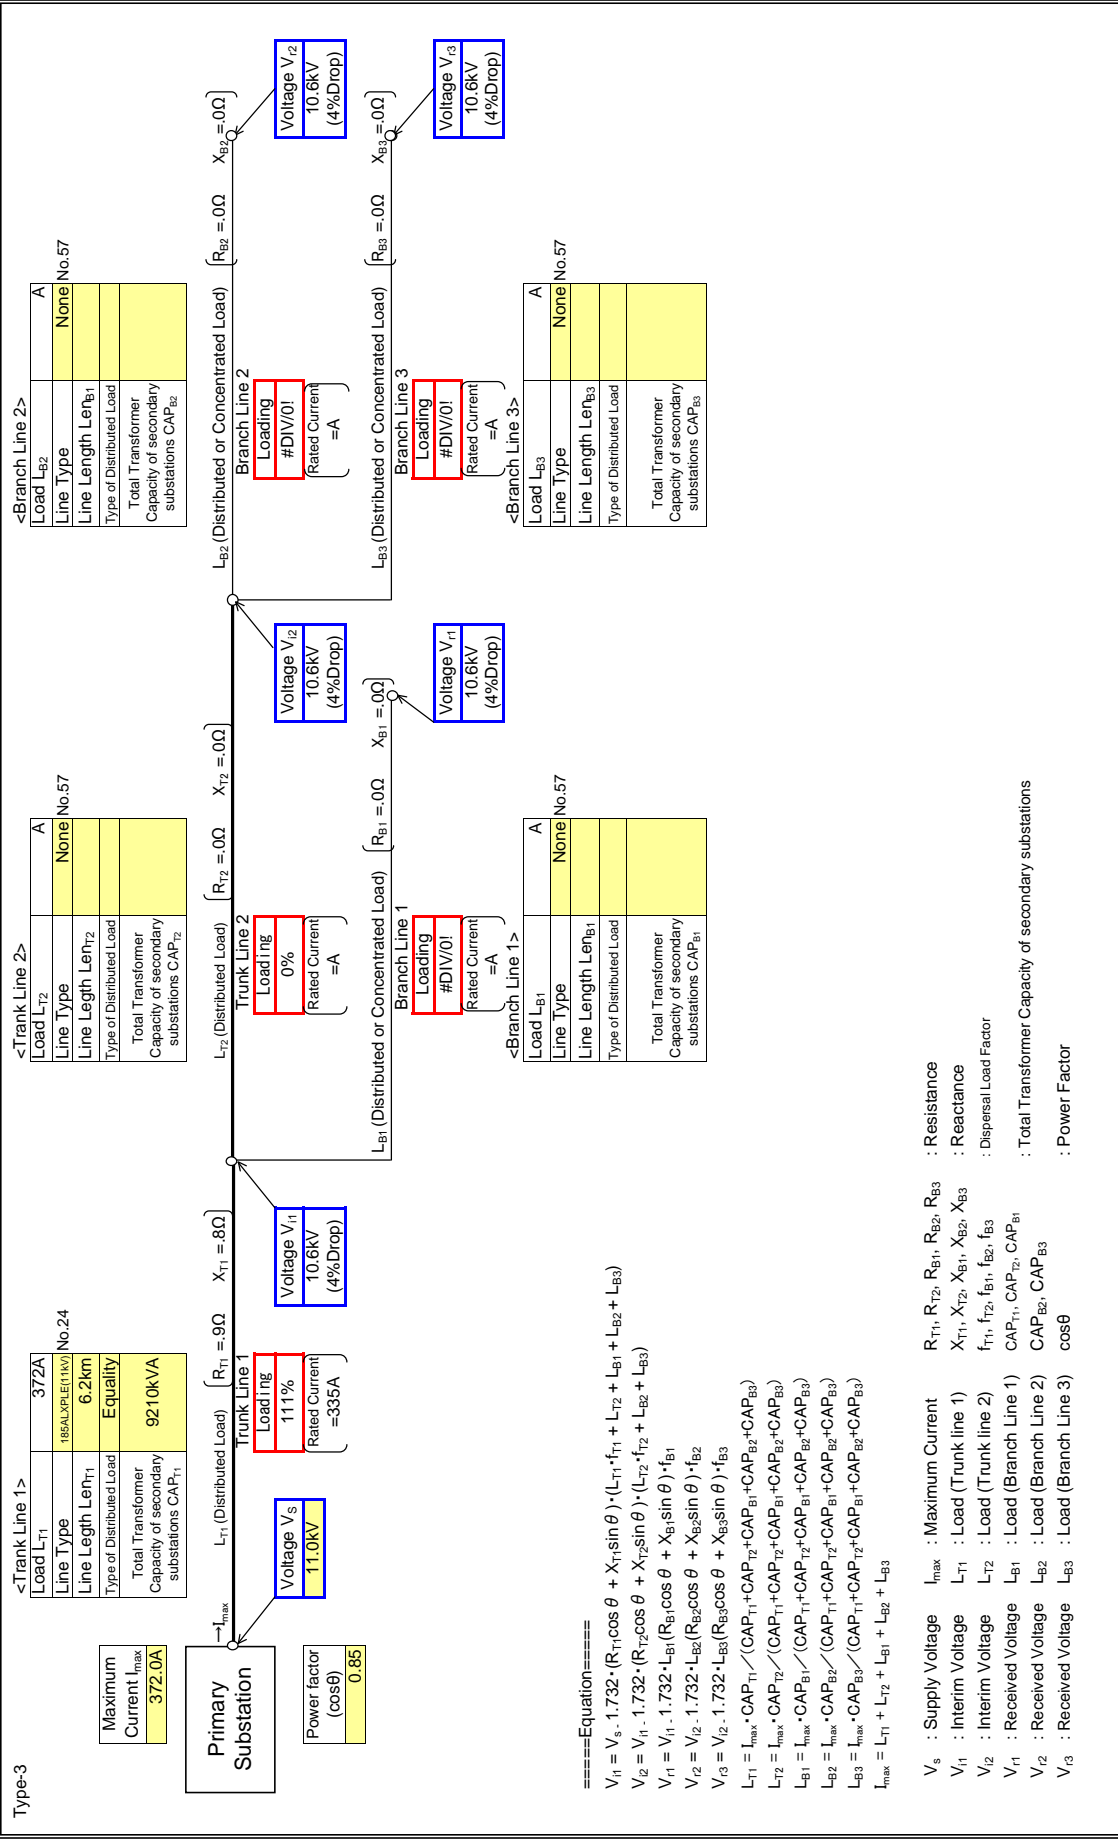 Type-3
Maximum
Current Imax
372.0A
Primary
Substation
Power factor
(cosθ)
0.85
→Imax
Voltage VS
11.0kV
<Trank Line 1>
Load LT1 372A
Line Type 185ALXPLE(11kV) No.24
Line Legth LenT1 6.2km
Type of Distributed Load Equality
Total Transformer
Capacity of secondary
substations CAPT1
9210kVA
LT1 (Distributed Load) RT1 =.9Ω XT1 =.8Ω
Trunk Line 1
Loading
111%
Rated Current
=335A
Voltage Vi1
10.6kV
(4%Drop)
<Trank Line 2>
Load LT2 A
Line Type None No.57
Line Legth LenT2
Type of Distributed Load
Total Transformer
Capacity of secondary
substations CAPT2
LT2 (Distributed Load) RT2 =.0Ω XT2 =.0Ω
Trunk Line 2
Loading
0%
Rated Current
=A
Voltage Vi2
10.6kV
(4%Drop)
LB1 (Distributed or Concentrated Load) RB1 =.0Ω XB1 =.0Ω
Branch Line 1
Loading
#DIV/0!
Rated Current
=A
Voltage Vr1
10.6kV
(4%Drop)
<Branch Line 1>
Load LB1 A
Line Type None No.57
Line Length LenB1
Type of Distributed Load
Total Transformer
Capacity of secondary
substations CAPB1
<Branch Line 2>
Load LB2 A
Line Type None No.57
Line Length LenB1
Type of Distributed Load
Total Transformer
Capacity of secondary
substations CAPB2
LB2 (Distributed or Concentrated Load) RB2 =.0Ω XB2 =.0Ω
Branch Line 2
Loading
#DIV/0!
Rated Current
=A
Voltage Vr2
10.6kV
(4%Drop)
LB3 (Distributed or Concentrated Load) RB3 =.0Ω XB3 =.0Ω
Branch Line 3
Loading
#DIV/0!
Rated Current
=A
Voltage Vr3
10.6kV
(4%Drop)
<Branch Line 3>
Load LB3 A
Line Type None No.57
Line Length LenB3
Type of Distributed Load
Total Transformer
Capacity of secondary
substations CAPB3
=====Equation=====
Vi1 = Vs - 1.732・(RT1cos θ + XT1sin θ)・(LT1・fT1 + LT2 + LB1 + LB2 + LB3)
Vi2 = Vi1 - 1.732・(RT2cos θ + XT2sin θ)・(LT2・fT2 + LB2 + LB3)
Vr1 = Vi1 - 1.732・LB1(RB1cos θ + XB1sin θ)・fB1
Vr2 = Vi2 - 1.732・LB2(RB2cos θ + XB2sin θ)・fB2
Vr3 = Vi2 - 1.732・LB3(RB3cos θ + XB3sin θ)・fB3
LT1 = Imax・CAPT1／(CAPT1+CAPT2+CAPB1+CAPB2+CAPB3)
LT2 = Imax・CAPT2／(CAPT1+CAPT2+CAPB1+CAPB2+CAPB3)
LB1 = Imax・CAPB1／(CAPT1+CAPT2+CAPB1+CAPB2+CAPB3)
LB2 = Imax・CAPB2／(CAPT1+CAPT2+CAPB1+CAPB2+CAPB3)
LB3 = Imax・CAPB3／(CAPT1+CAPT2+CAPB1+CAPB2+CAPB3)
Imax = LT1 + LT2 + LB1 + LB2 + LB3
Vs : Supply Voltage Imax : Maximum Current RT1, RT2, RB1, RB2, RB3 : Resistance
Vi1 : Interim Voltage LT1 : Load (Trunk line 1) XT1, XT2, XB1, XB2, XB3 : Reactance
Vi2 : Interim Voltage LT2 : Load (Trunk line 2) fT1, fT2, fB1, fB2, fB3 : Dispersal Load Factor
Vr1 : Received Voltage LB1 : Load (Branch Line 1) CAPT1, CAPT2, CAPB1
Vr2 : Received Voltage LB2 : Load (Branch Line 2) CAPB2, CAPB3 : Total Transformer Capacity of secondary substations
Vr3 : Received Voltage LB3 : Load (Branch Line 3) cosθ : Power Factor